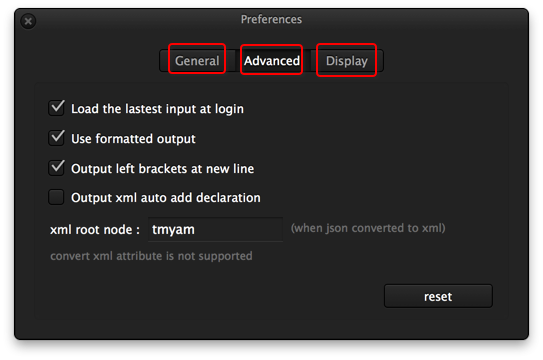 Preferences
General Advanced Display
Load the lastest input at login
Use formatted output
Output left brackets at new line
Output xml auto add declaration
xml root node : tmyam (when json converted to xml)
convert xml attribute is not supported
reset